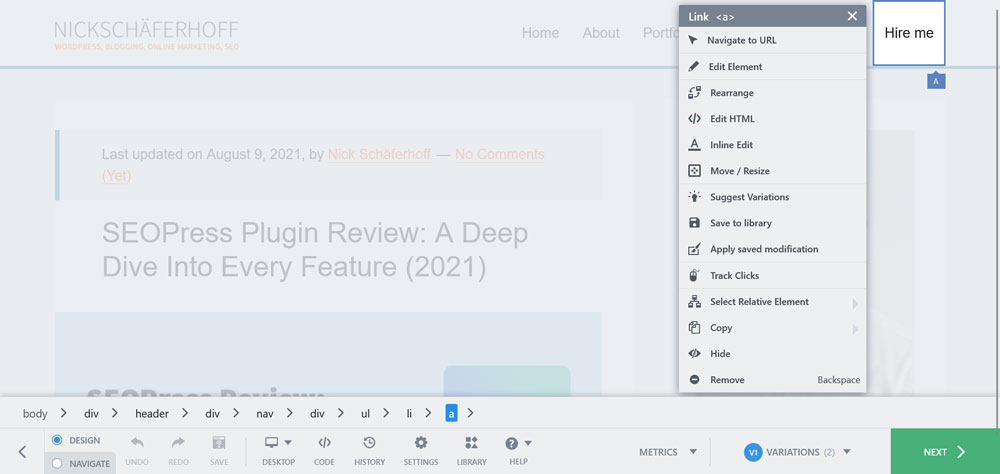 NICKSCHÄFERHOFF
WORDPRESS, BLOGGING, ONLINE MARKETING, SEO
Home About Portfo
Hire me
A
Link <a>
Navigate to URL
Edit Element
Rearrange
Edit HTML
Inline Edit
Move / Resize
Suggest Variations
Save to library
Apply saved modification
Track Clicks
Select Relative Element
Copy
Hide
Remove Backspace
Last updated on August 9, 2021, by Nick Schäferhoff — No Comments
(Yet)
SEOPress Plugin Review: A Deep
Dive Into Every Feature (2021)
SEOPress Review:
body div header div nav div ul li a
DESIGN
NAVIGATE
UNDO REDO SAVE DESKTOP CODE HISTORY SETTINGS LIBRARY HELP
METRICS V1 VARIATIONS (2) NEXT